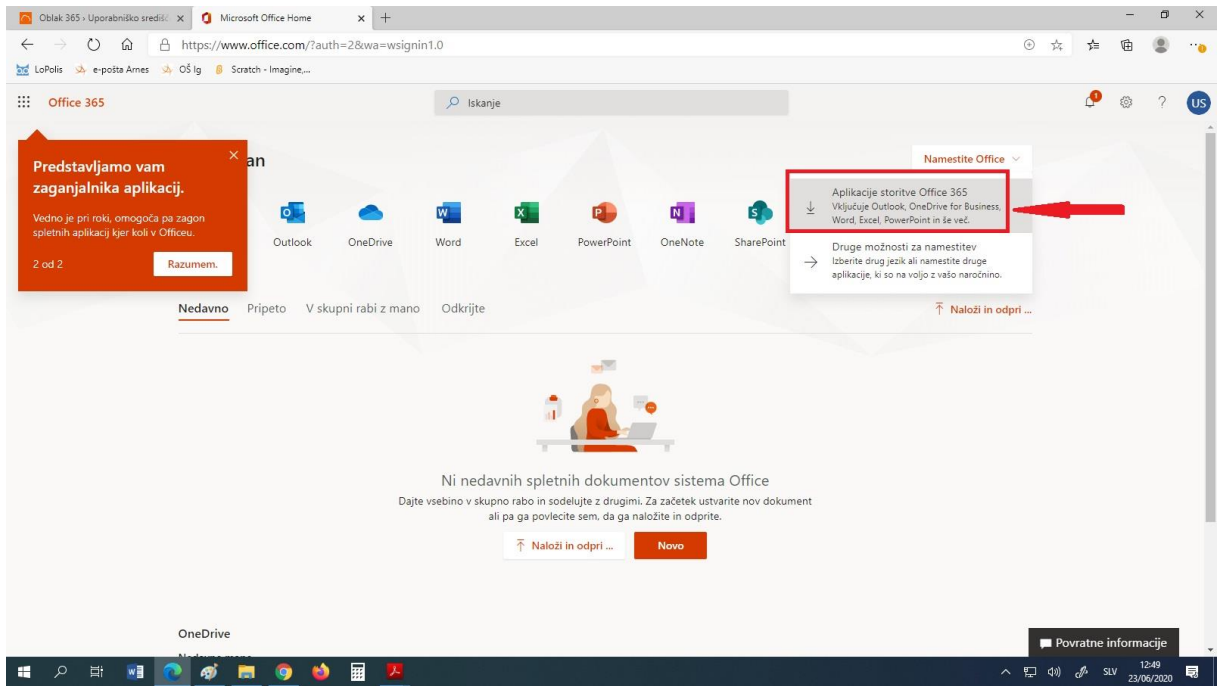 Oblak 365 › Uporabniško središč
Microsoft Office Home
https://www.office.com/?auth=2&wa=wsignin1.0
LoPolis
e-pošta Arnes
OŠ Ig
Scratch - Imagine,...
Office 365
Iskanje
1
?
US
Predstavljamo vam
zaganjalnika aplikacij.
Vedno je pri roki, omogoča pa zagon
spletnih aplikacij kjer koli v Officeu.
2 od 2
Razumem.
an
Namestite Office
Aplikacije storitve Office 365
Vključuje Outlook, OneDrive for Business,
Word, Excel, PowerPoint in še več.
Druge možnosti za namestitev
Izberite drug jezik ali namestite druge
aplikacije, ki so na voljo z vašo naročnino.
Outlook
OneDrive
Word
Excel
PowerPoint
OneNote
SharePoint
Nedavno
Pripeto
V skupni rabi z mano
Odkrijte
Naloži in odpri ...
Ni nedavnih spletnih dokumentov sistema Office
Dajte vsebino v skupno rabo in sodelujte z drugimi. Za začetek ustvarite nov dokument
ali pa ga povlecite sem, da ga naložite in odprite.
Naloži in odpri ...
Novo
OneDrive
Povratne informacije
SLV
12:49
23/06/2020